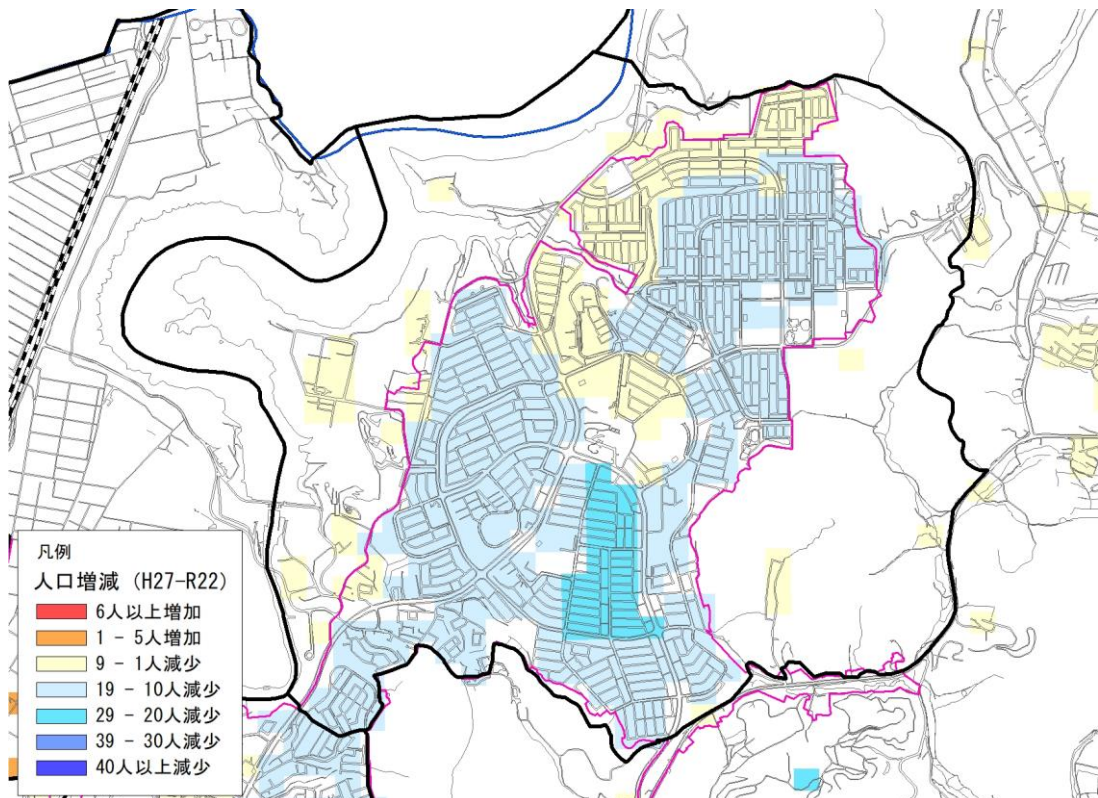 凡例
人口増減 (H27-R22)
6人以上増加
1 - 5人増加
9 - 1人減少
19 - 10人減少
29 - 20人減少
39 - 30人減少
40人以上減少